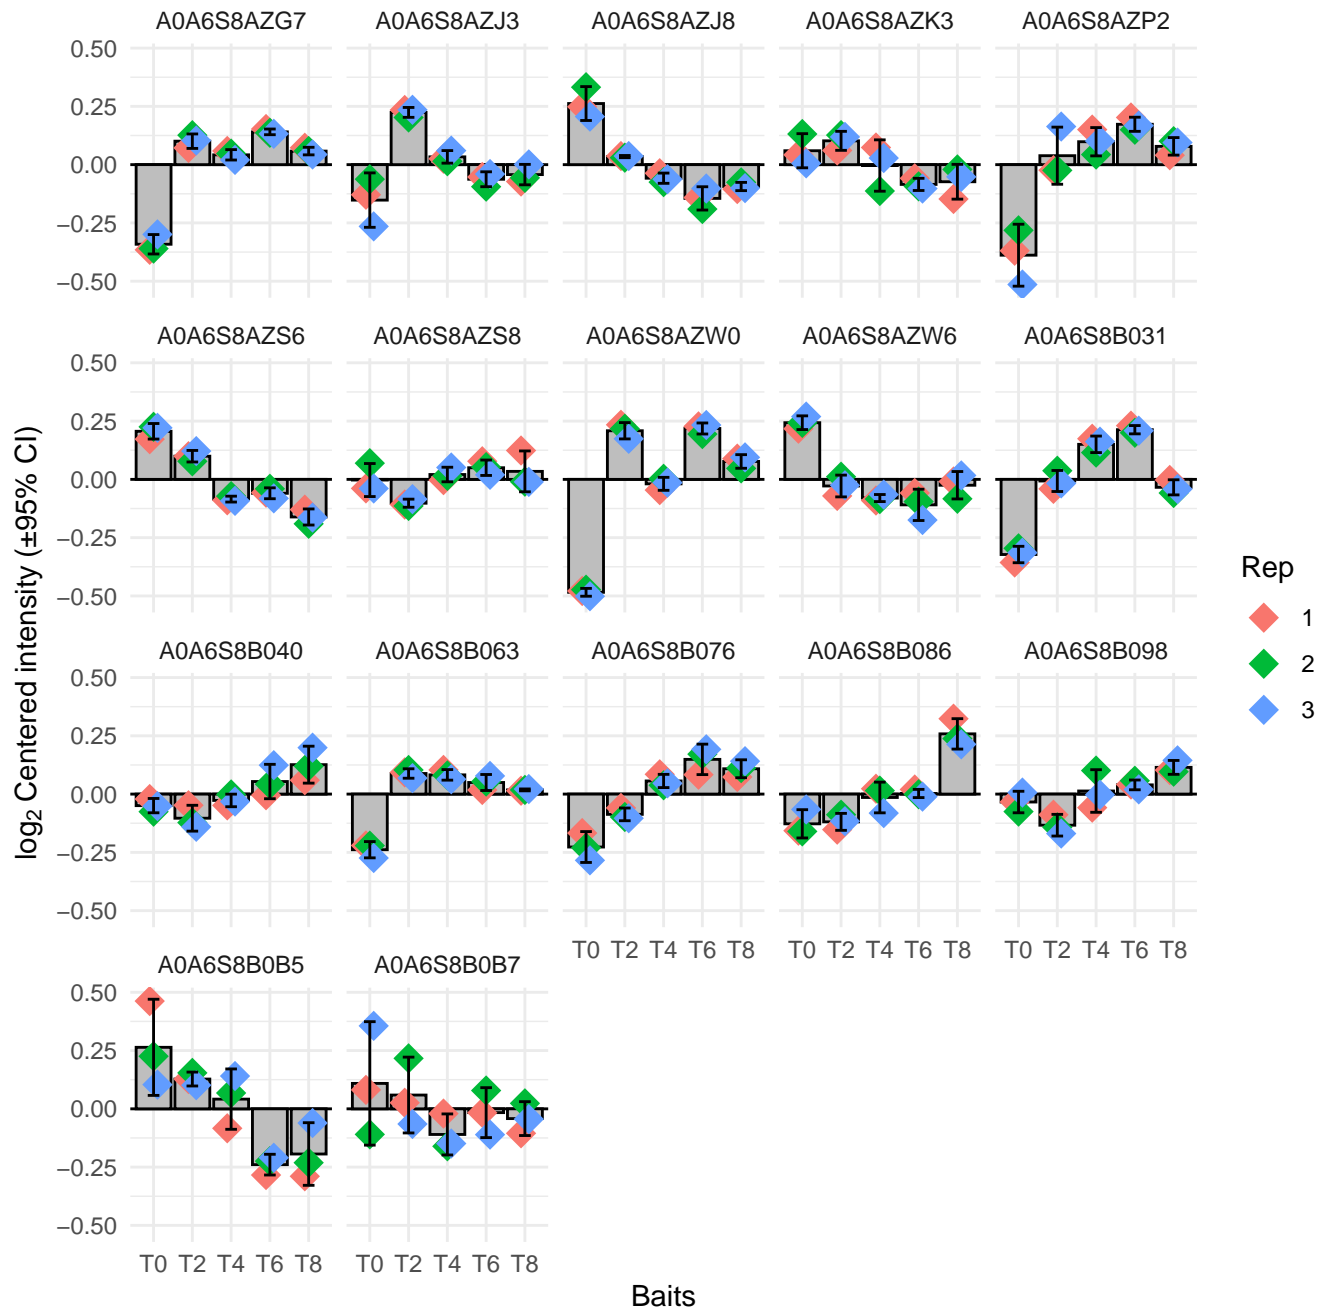 A0A6S8AZG7 A0A6S8AZJ3 A0A6S8AZJ8 A0A6S8AZK3 A0A6S8AZP2
0.50
0.25
0.00
−0.25
−0.50
A0A6S8AZS6 A0A6S8AZS8 A0A6S8AZW0 A0A6S8AZW6 A0A6S8B031
0.50
0.25
0.00
−0.25
−0.50
A0A6S8B040 A0A6S8B063 A0A6S8B076 A0A6S8B086 A0A6S8B098
0.50
0.25
0.00
−0.25
−0.50
T0 T2 T4 T6 T8 T0 T2 T4 T6 T8 T0 T2 T4 T6 T8
A0A6S8B0B5 A0A6S8B0B7
0.50
0.25
0.00
−0.25
−0.50
T0 T2 T4 T6 T8 T0 T2 T4 T6 T8
Baits
log₂ Centered intensity (±95% CI)
Rep
1
2
3